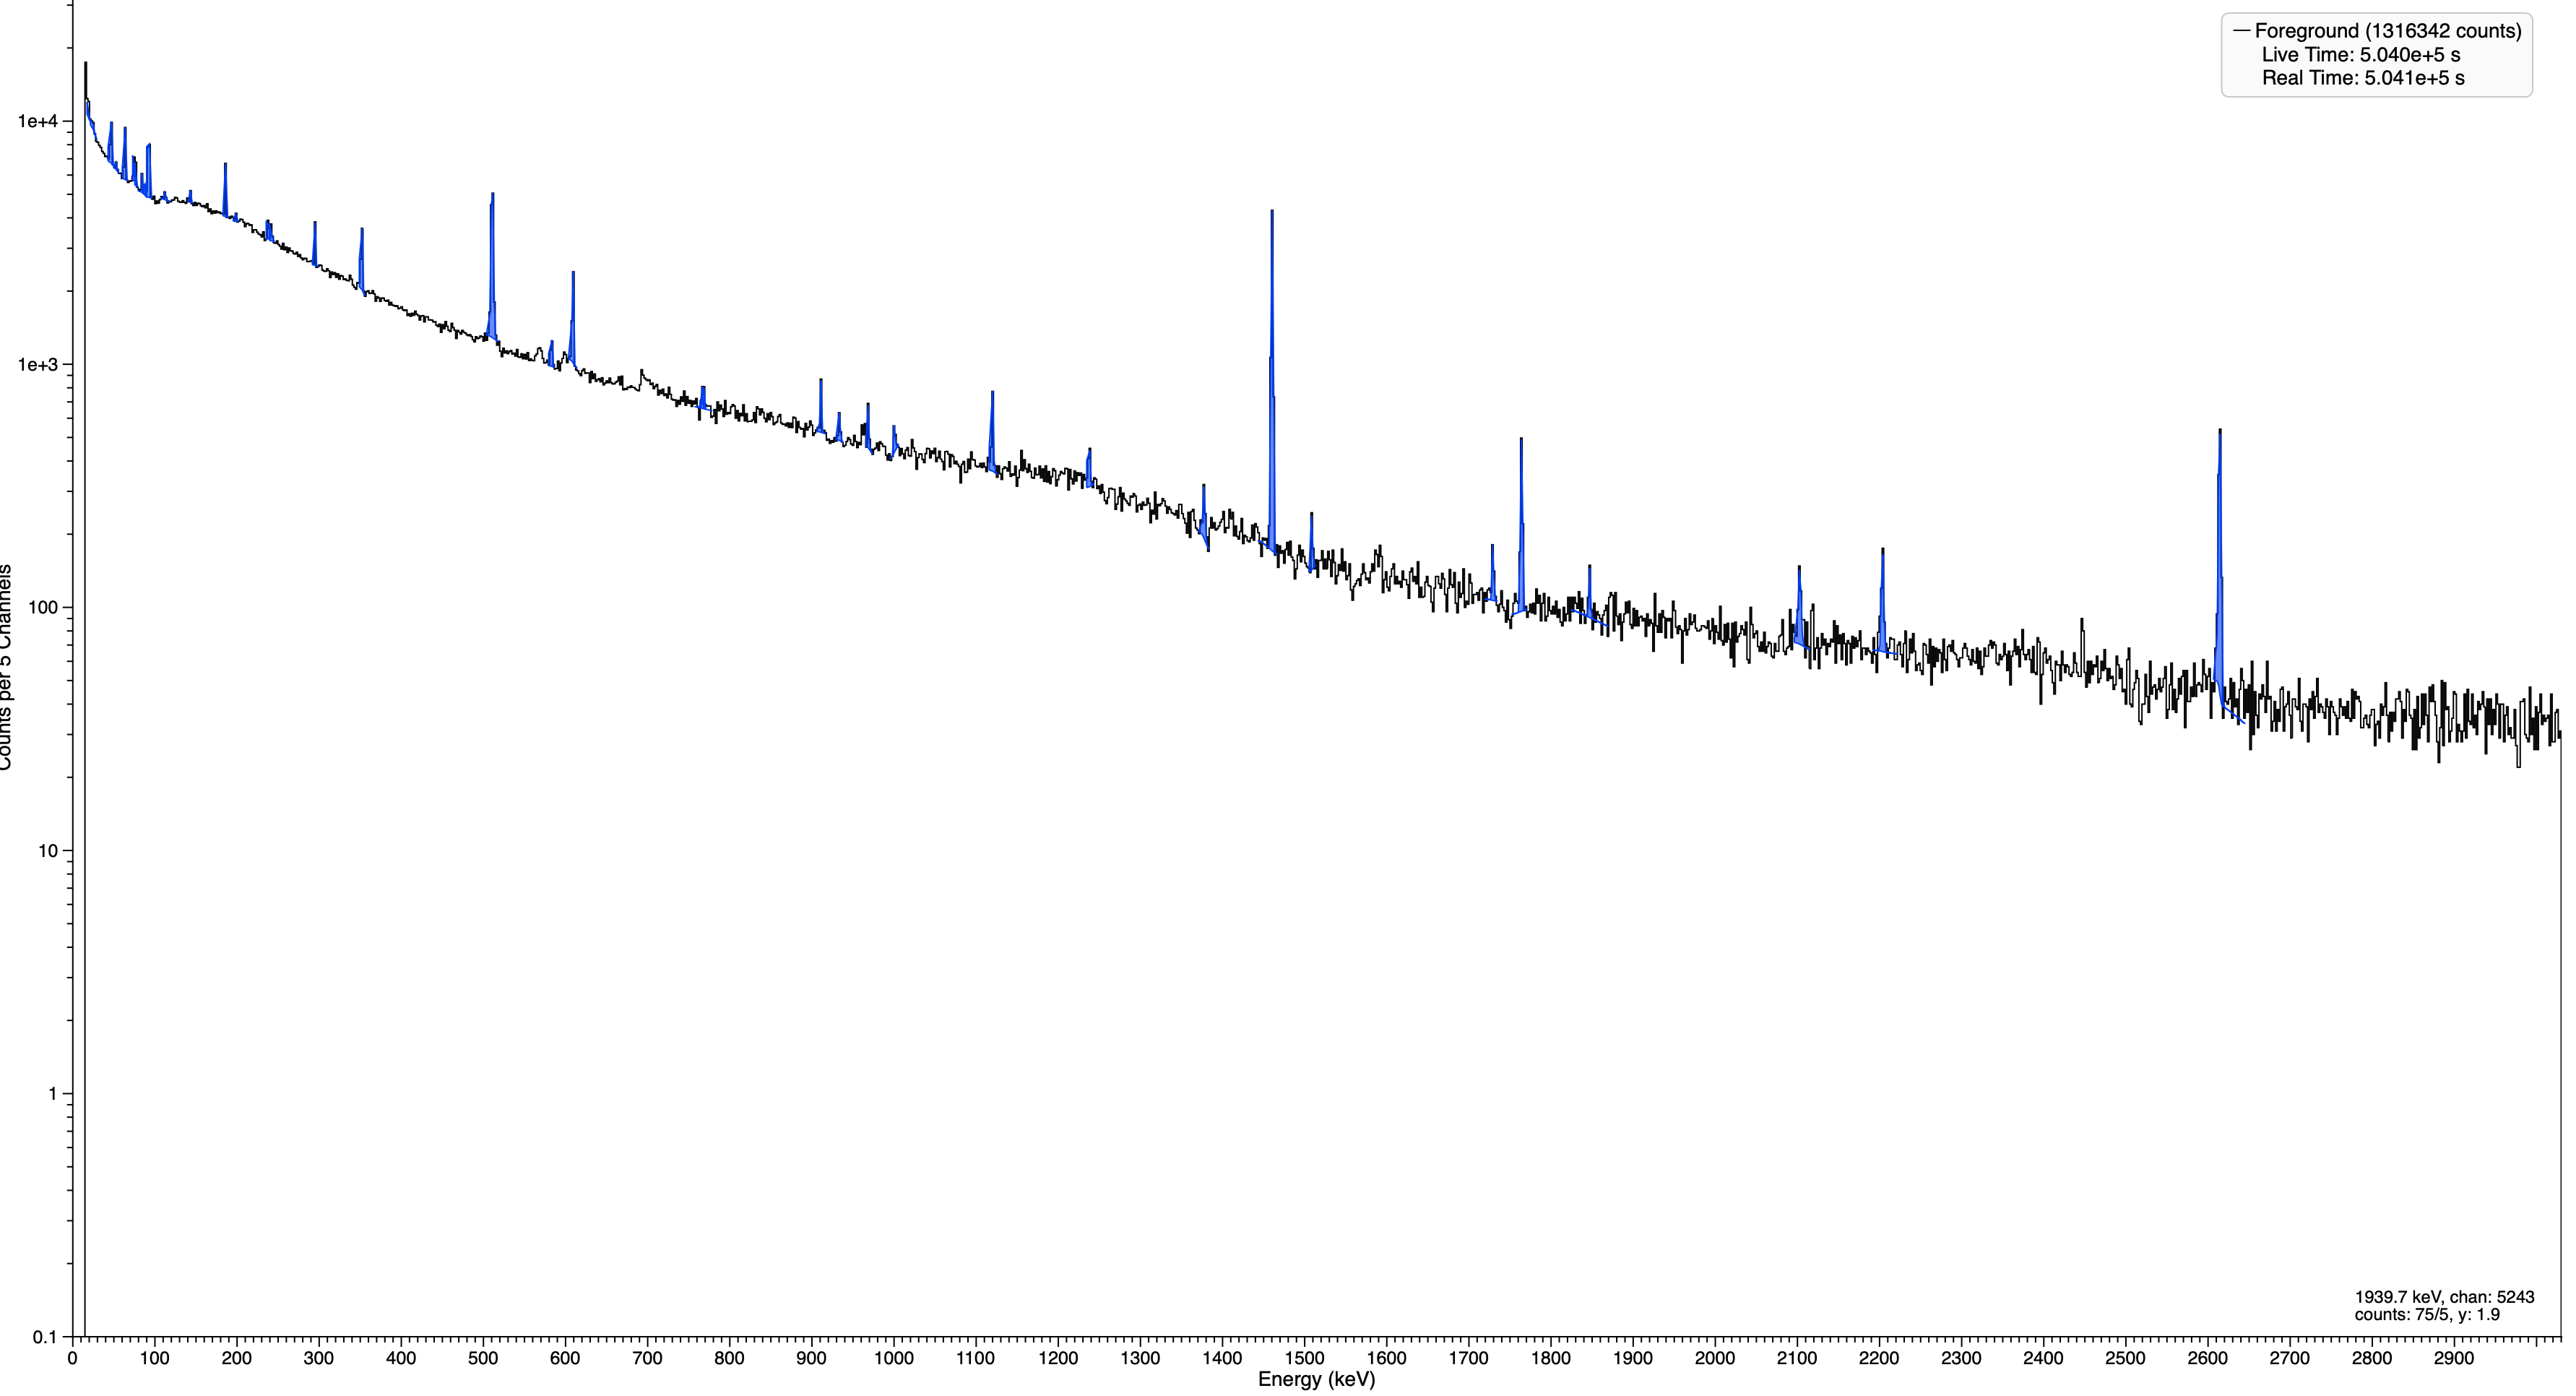 — Foreground (1316342 counts)
Live Time: 5.040e+5 s
Real Time: 5.041e+5 s
1e+4
1e+3
100
10
1
0.1
Counts per 5 Channels
0 100 200 300 400 500 600 700 800 900 1000 1100 1200 1300 1400 1500 1600 1700 1800 1900 2000 2100 2200 2300 2400 2500 2600 2700 2800 2900
Energy (keV)
1939.7 keV, chan: 5243
counts: 75/5, y: 1.9